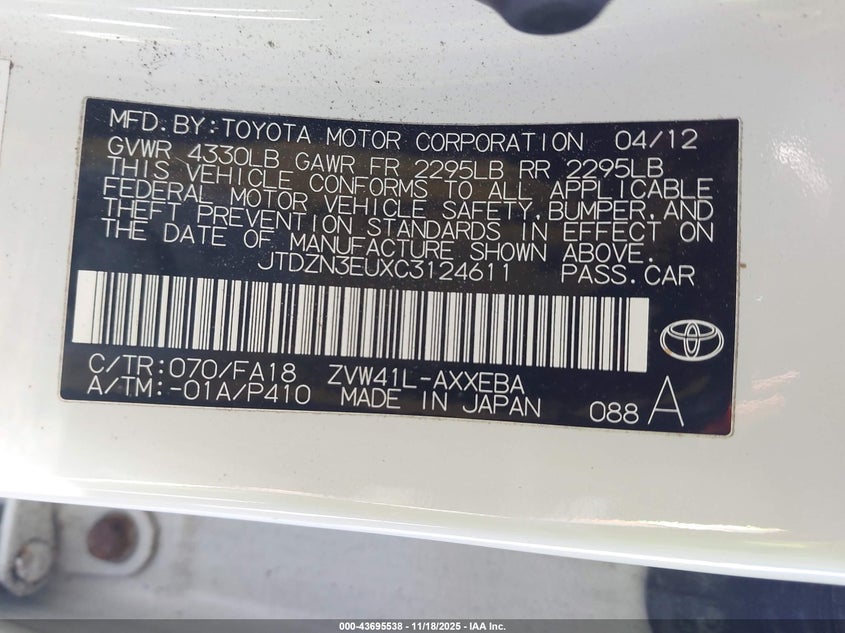 MFD. BY: TOYOTA MOTOR CORPORATION 04/12
GVWR 4330LB GAWR FR 2295LB RR 2295LB
THIS VEHICLE CONFORMS TO ALL APPLICABLE
FEDERAL MOTOR VEHICLE SAFETY, BUMPER, AND
THEFT PREVENTION STANDARDS IN EFFECT ON
THE DATE OF MANUFACTURE SHOWN ABOVE.
JTDZN3EUXC3124611 PASS. CAR
C/TR: 070/FA18 ZVW41L-AXXEBA
A/TM: -01A/P410 MADE IN JAPAN 088 A
000-43695538 - 11/18/2025 - IAA Inc.